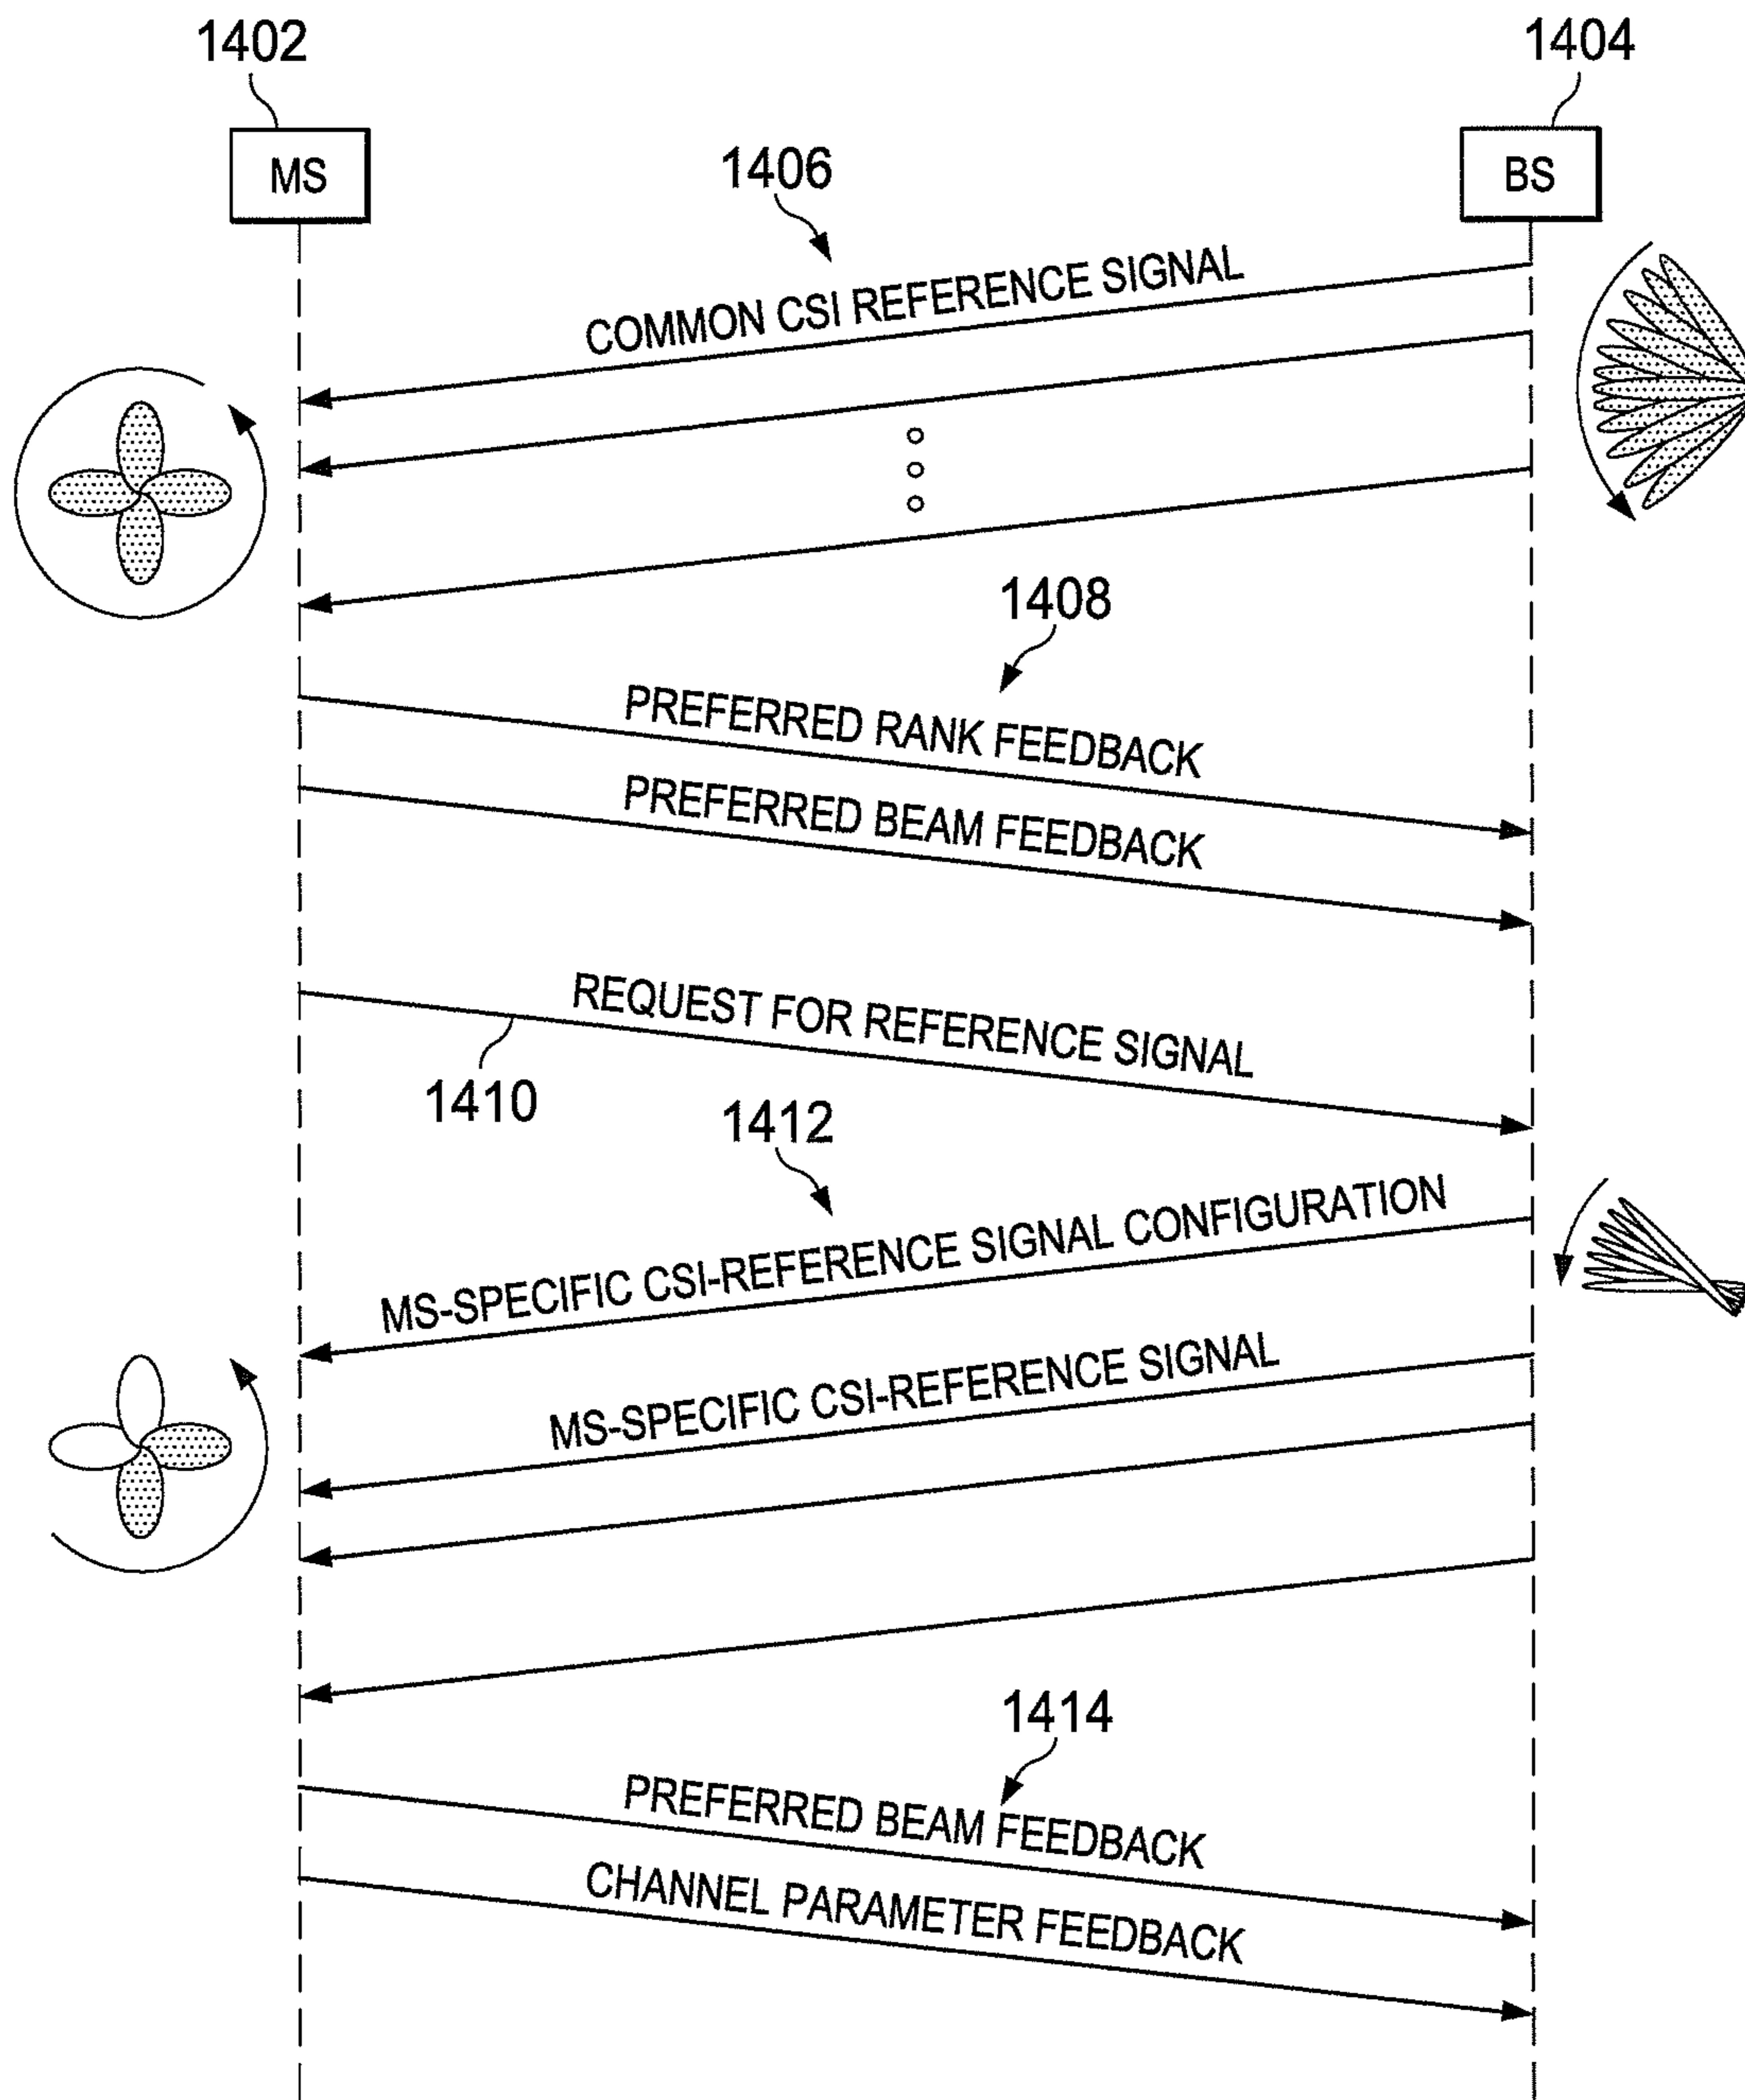 1402
1404
MS
BS
1406
COMMON CSI REFERENCE SIGNAL
1408
PREFERRED RANK FEEDBACK
PREFERRED BEAM FEEDBACK
REQUEST FOR REFERENCE SIGNAL
1410
1412
MS-SPECIFIC CSI-REFERENCE SIGNAL CONFIGURATION
MS-SPECIFIC CSI-REFERENCE SIGNAL
1414
PREFERRED BEAM FEEDBACK
CHANNEL PARAMETER FEEDBACK